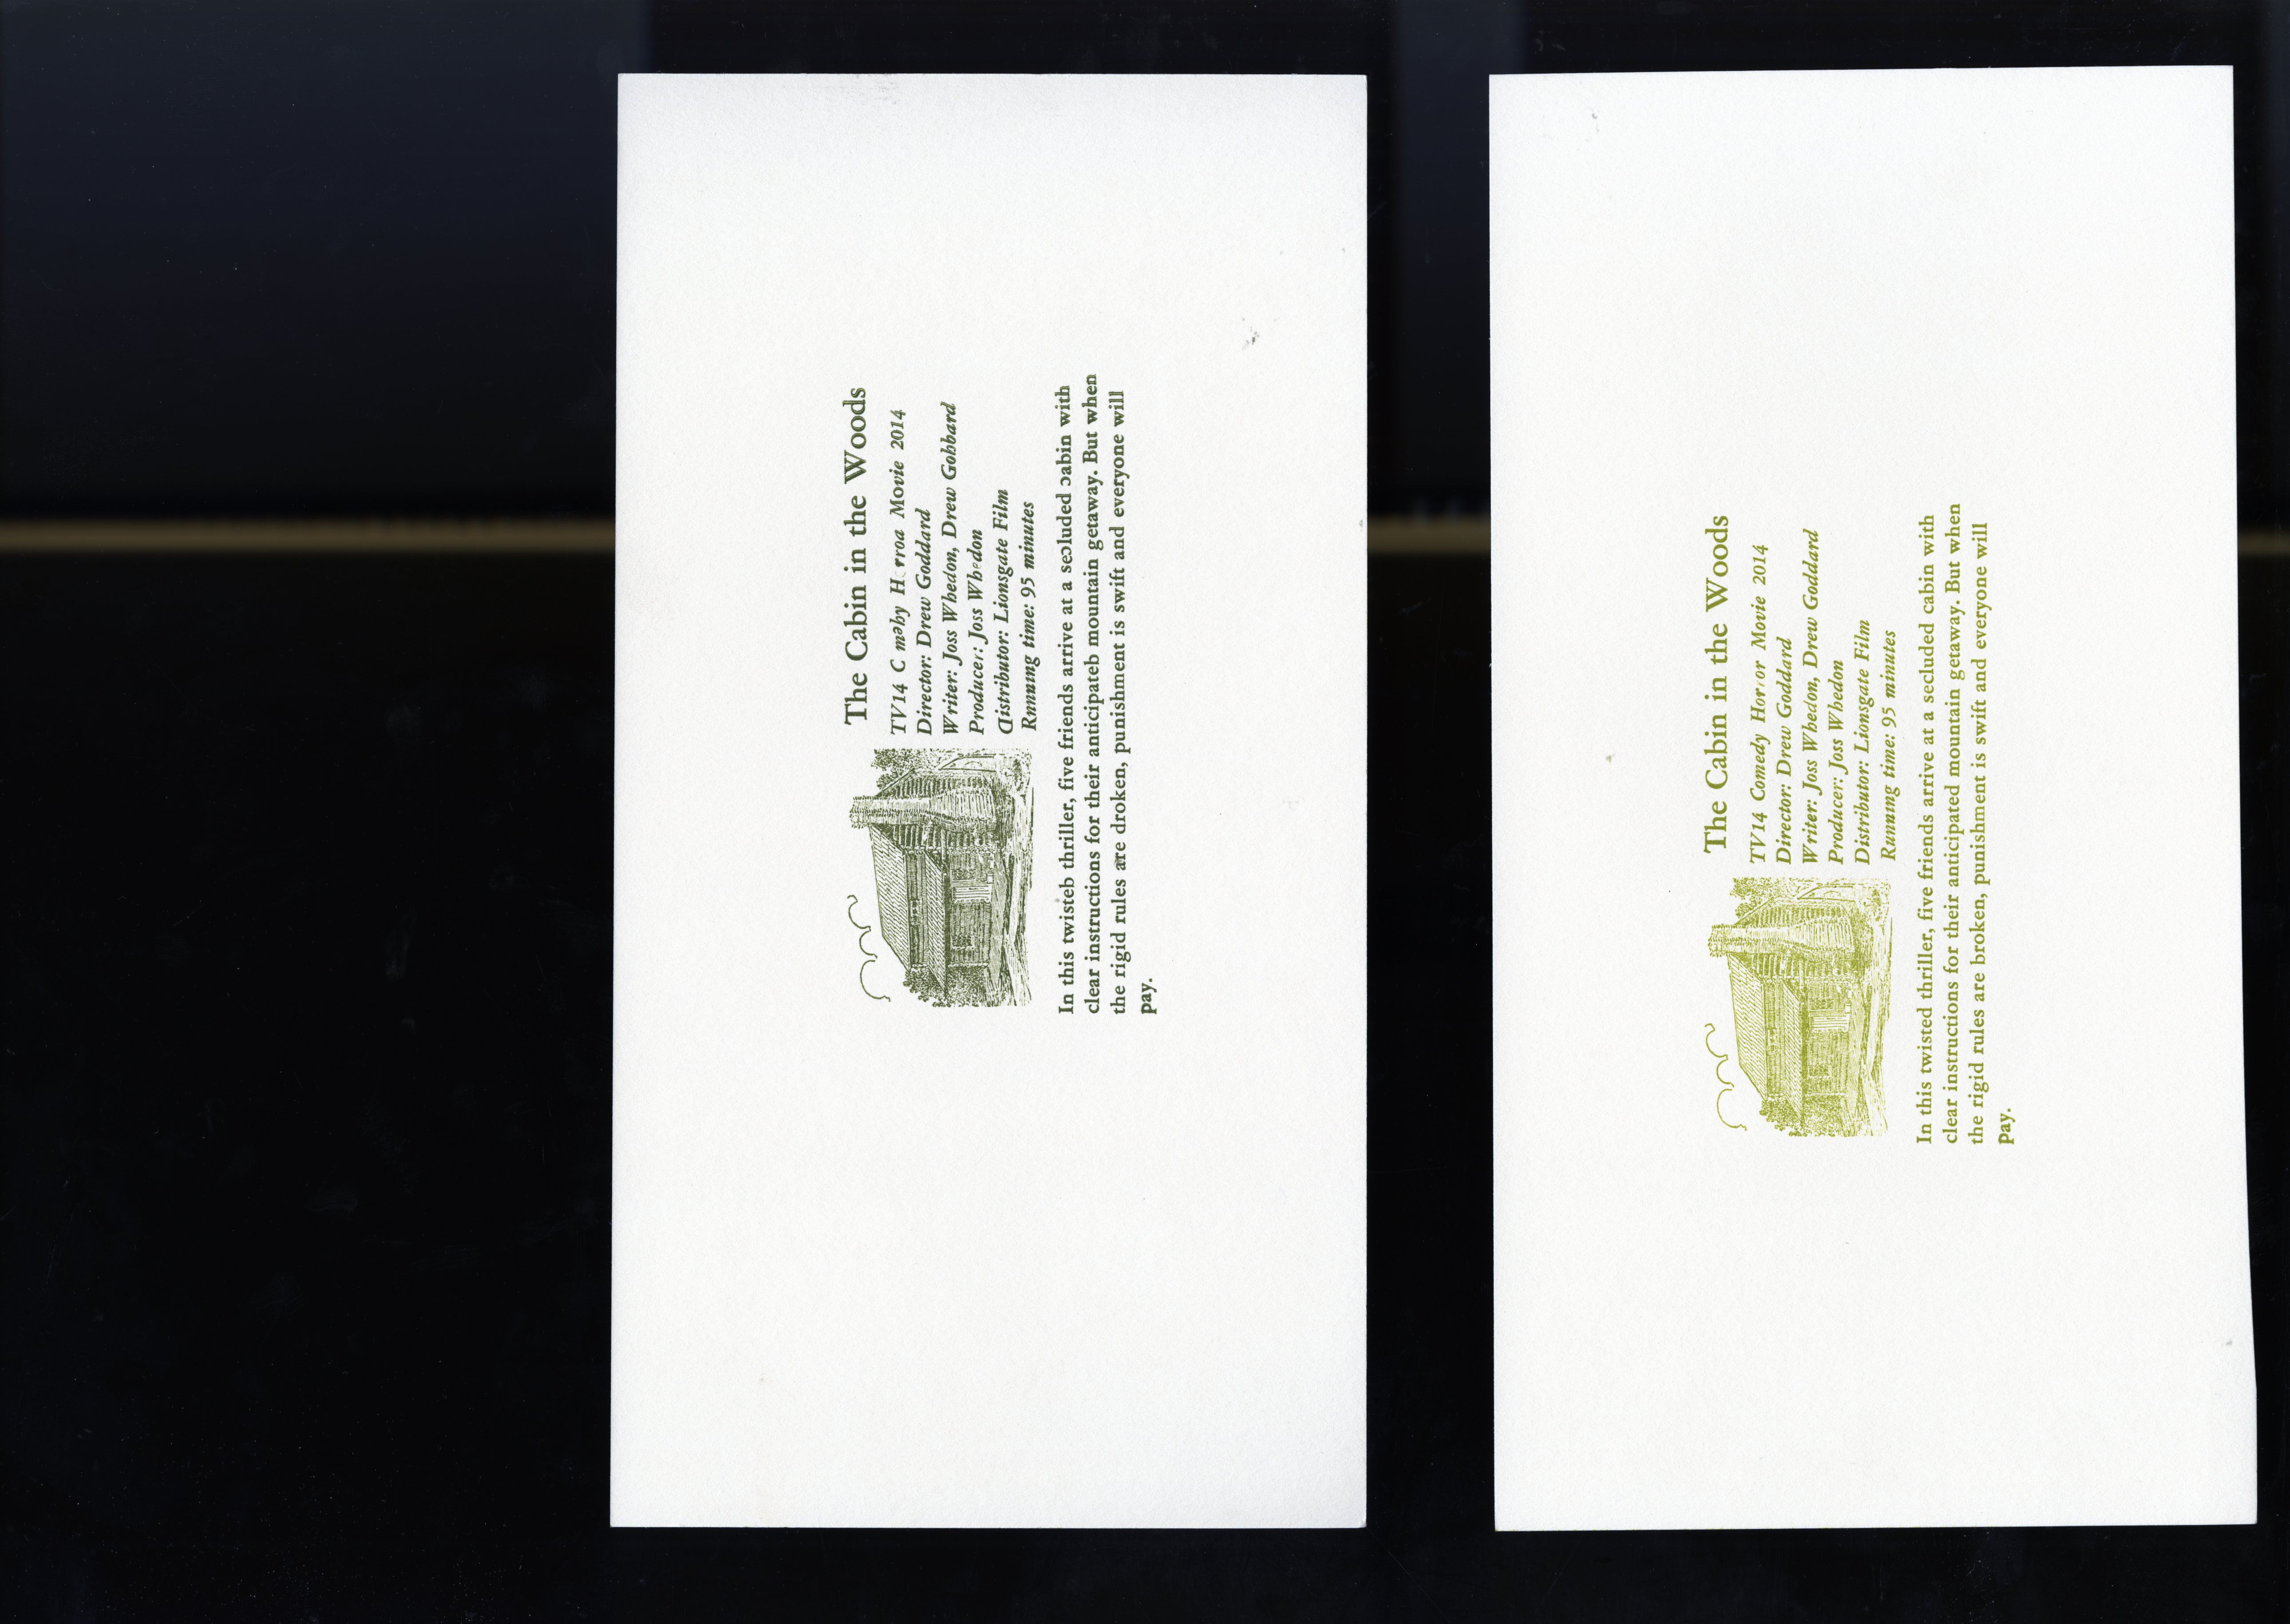 The Cabin in the Woods
TV14 C məby H rroa Movie 2014
Director: Drew Goddard
Writer: Joss Whedon, Drew Gobbard
Producer: Joss Whedon
Distributor: Lionsgate Film
Rnnnıng time: 95 minutes
In this twisteb thriller, five friends arrive at a seɔluded ɔabin with
clear instructions for their anticipateb mountain getaway. But when
the rigid rules are droken, punishment is swift and everyone will
pay.
The Cabin in the Woods
TV14 Comedy Horror Movie 2014
Director: Drew Goddard
Writer: Joss Whedon, Drew Goddard
Producer: Joss Whedon
Distributor: Lionsgate Film
Runnıng time: 95 minutes
In this twisted thriller, five friends arrive at a secluded cabin with
clear instructions for their anticipated mountain getaway. But when
the rigid rules are broken, punishment is swift and everyone will
pay.